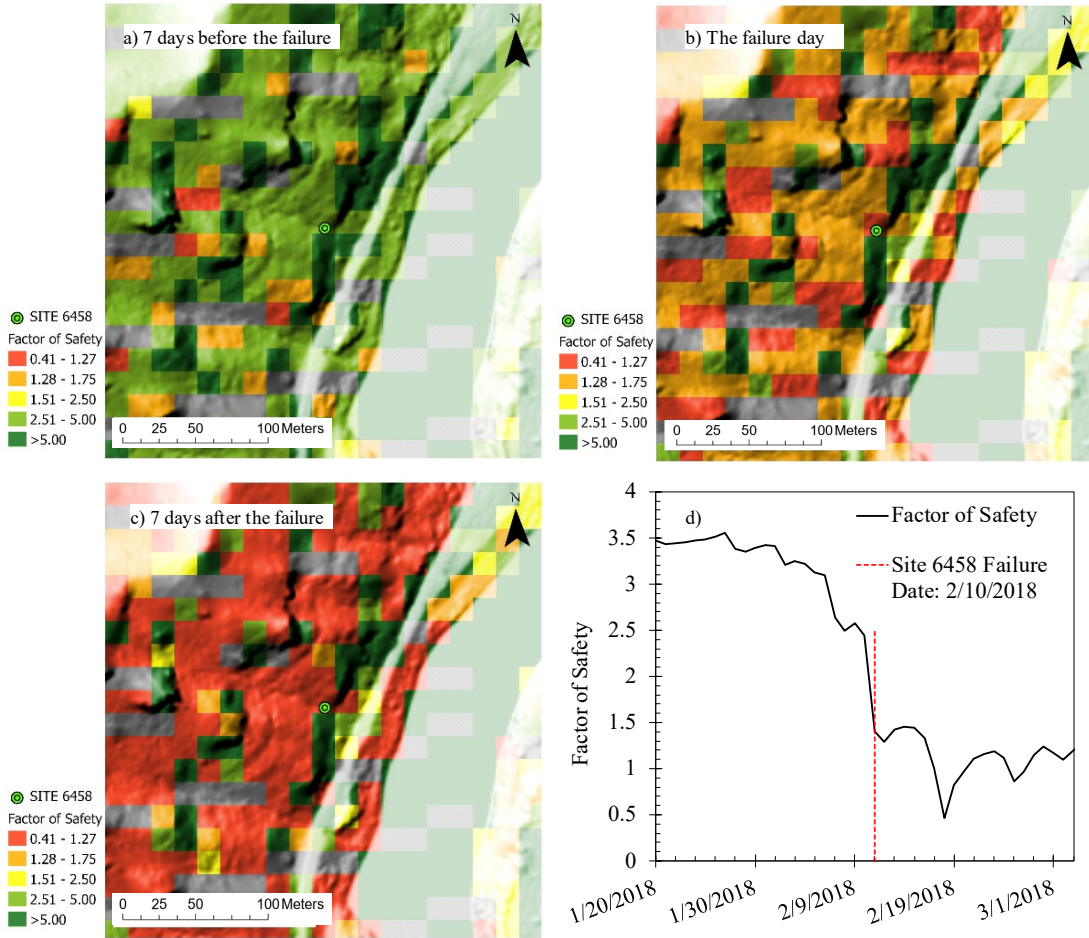 a) 7 days before the failure
N
SITE 6458
Factor of Safety
0.41 - 1.27
1.28 - 1.75
1.51 - 2.50
2.51 - 5.00
>5.00
0 25 50 100 Meters
b) The failure day
N
SITE 6458
Factor of Safety
0.41 - 1.27
1.28 - 1.75
1.51 - 2.50
2.51 - 5.00
>5.00
0 25 50 100 Meters
c) 7 days after the failure
N
SITE 6458
Factor of Safety
0.41 - 1.27
1.28 - 1.75
1.51 - 2.50
2.51 - 5.00
>5.00
0 25 50 100 Meters
d)
Factor of Safety
Site 6458 Failure
Date: 2/10/2018
Factor of Safety
4
3.5
3
2.5
2
1.5
1
0.5
0
1/20/2018
1/30/2018
2/9/2018
2/19/2018
3/1/2018